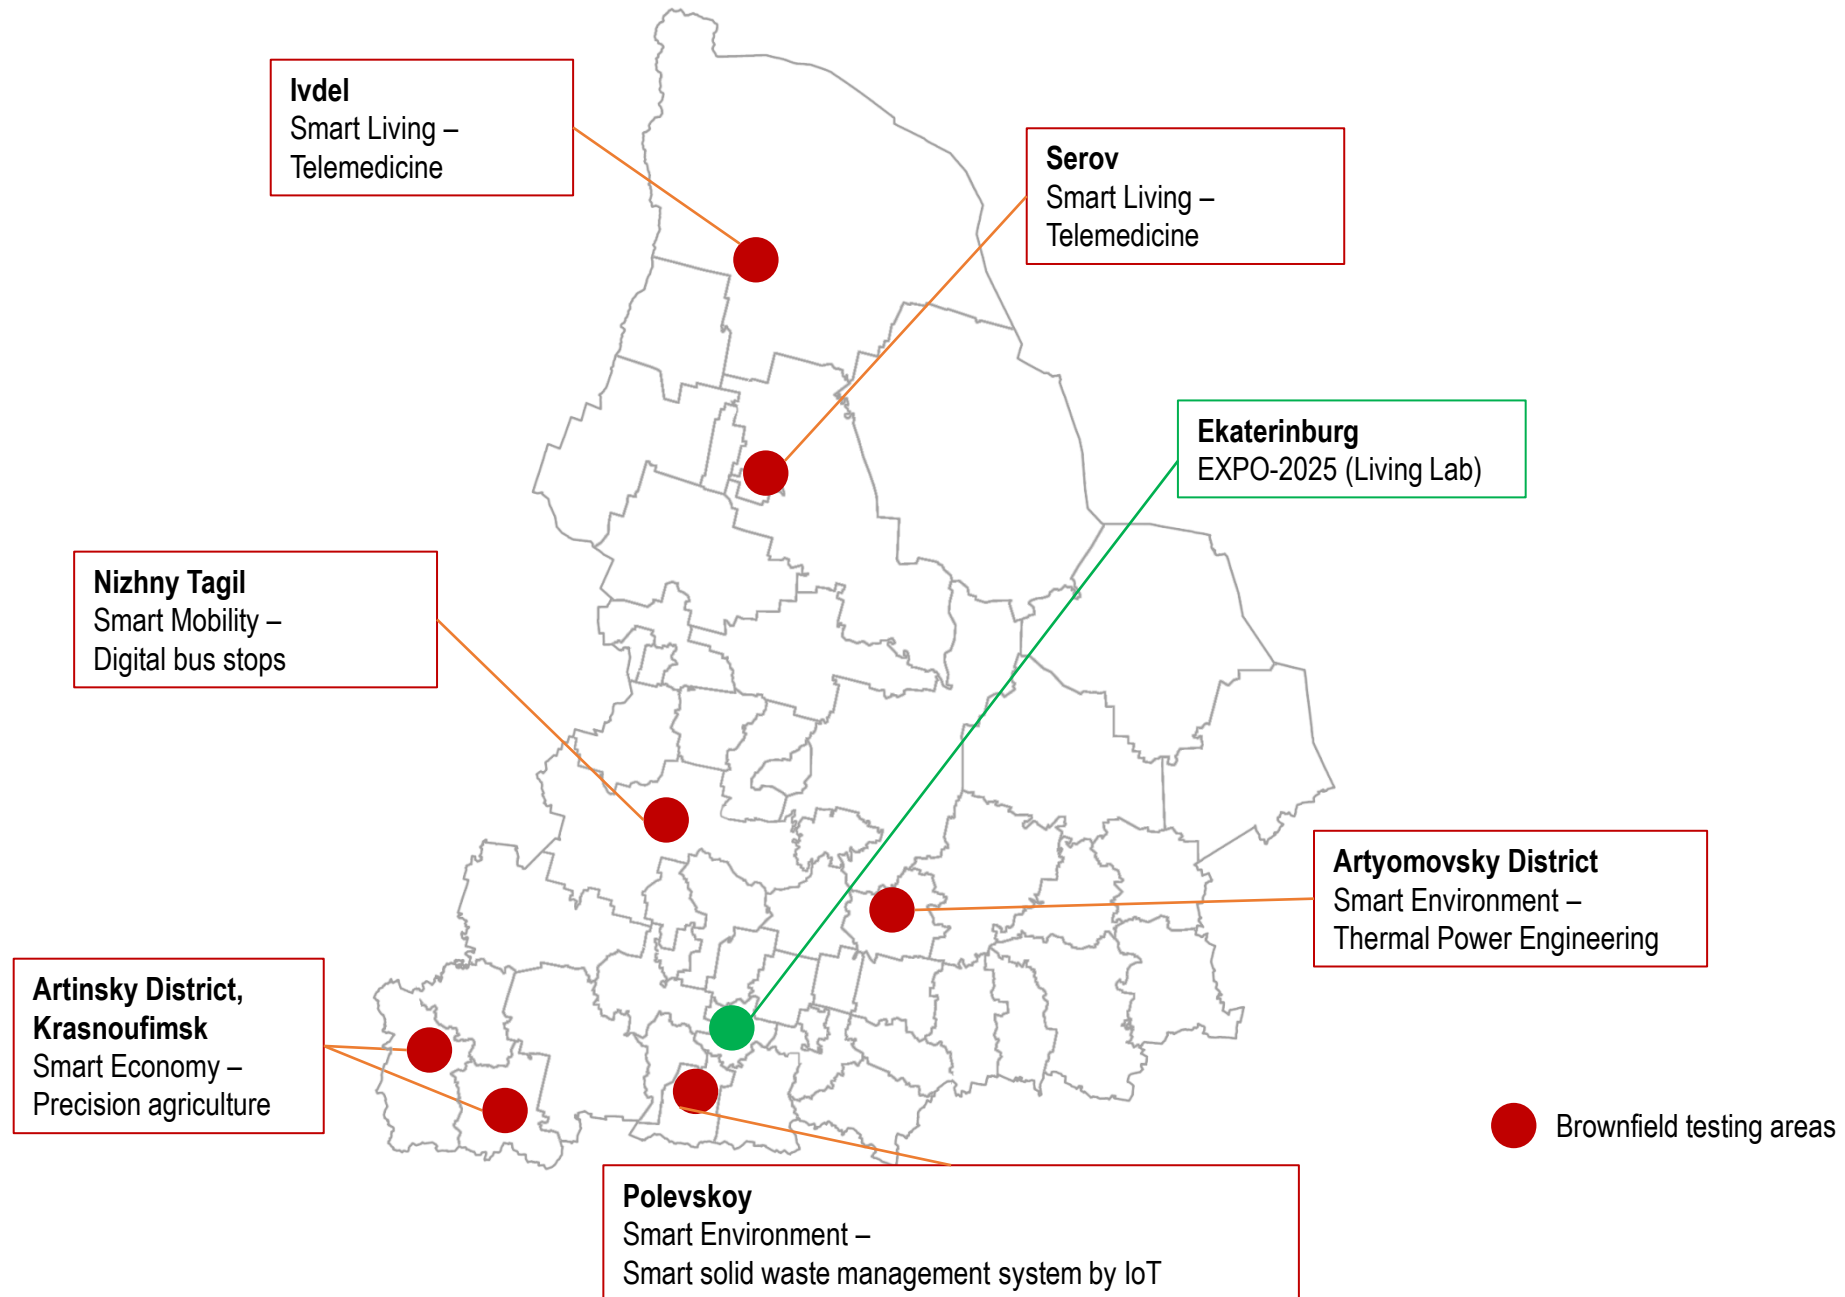 Ivdel
Smart Living –
Telemedicine
Serov
Smart Living –
Telemedicine
Ekaterinburg
EXPO-2025 (Living Lab)
Nizhny Tagil
Smart Mobility –
Digital bus stops
Artyomovsky District
Smart Environment –
Thermal Power Engineering
Artinsky District,
Krasnoufimsk
Smart Economy –
Precision agriculture
Brownfield testing areas
Polevskoy
Smart Environment –
Smart solid waste management system by IoT